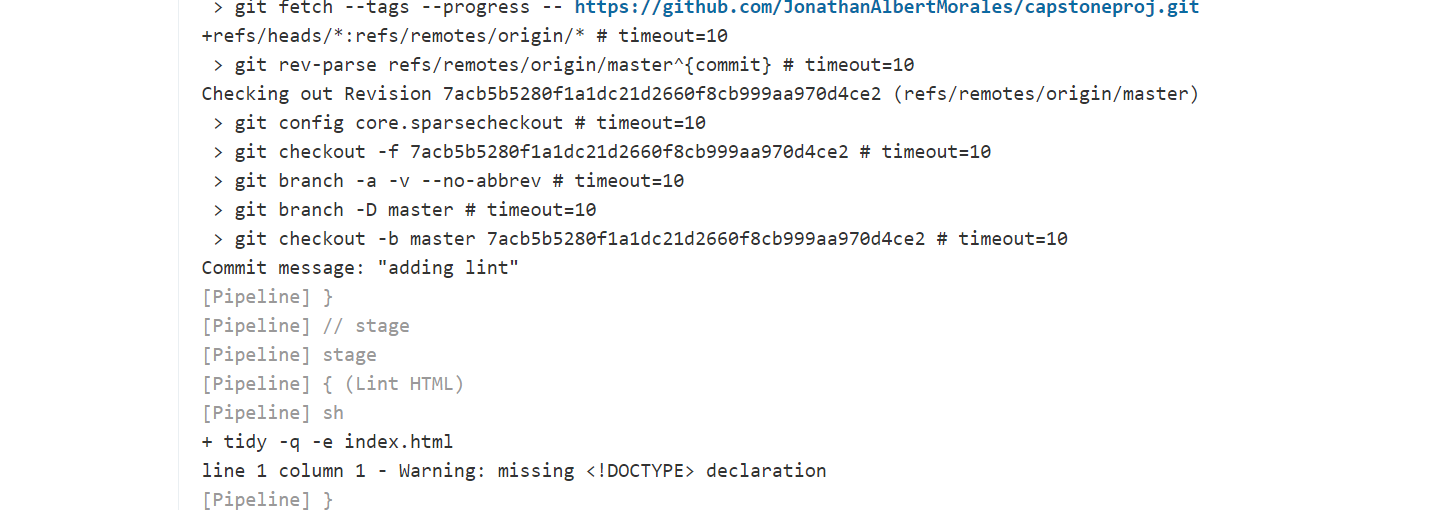 > git fetch --tags --progress -- https://github.com/JonathanAlbertMorales/capstoneproj.git
+refs/heads/*:refs/remotes/origin/* # timeout=10
> git rev-parse refs/remotes/origin/master^{commit} # timeout=10
Checking out Revision 7acb5b5280f1a1dc21d2660f8cb999aa970d4ce2 (refs/remotes/origin/master)
> git config core.sparsecheckout # timeout=10
> git checkout -f 7acb5b5280f1a1dc21d2660f8cb999aa970d4ce2 # timeout=10
> git branch -a -v --no-abbrev # timeout=10
> git branch -D master # timeout=10
> git checkout -b master 7acb5b5280f1a1dc21d2660f8cb999aa970d4ce2 # timeout=10
Commit message: "adding lint"
[Pipeline] }
[Pipeline] // stage
[Pipeline] stage
[Pipeline] { (Lint HTML)
[Pipeline] sh
+ tidy -q -e index.html
line 1 column 1 - Warning: missing <!DOCTYPE> declaration
[Pipeline] }